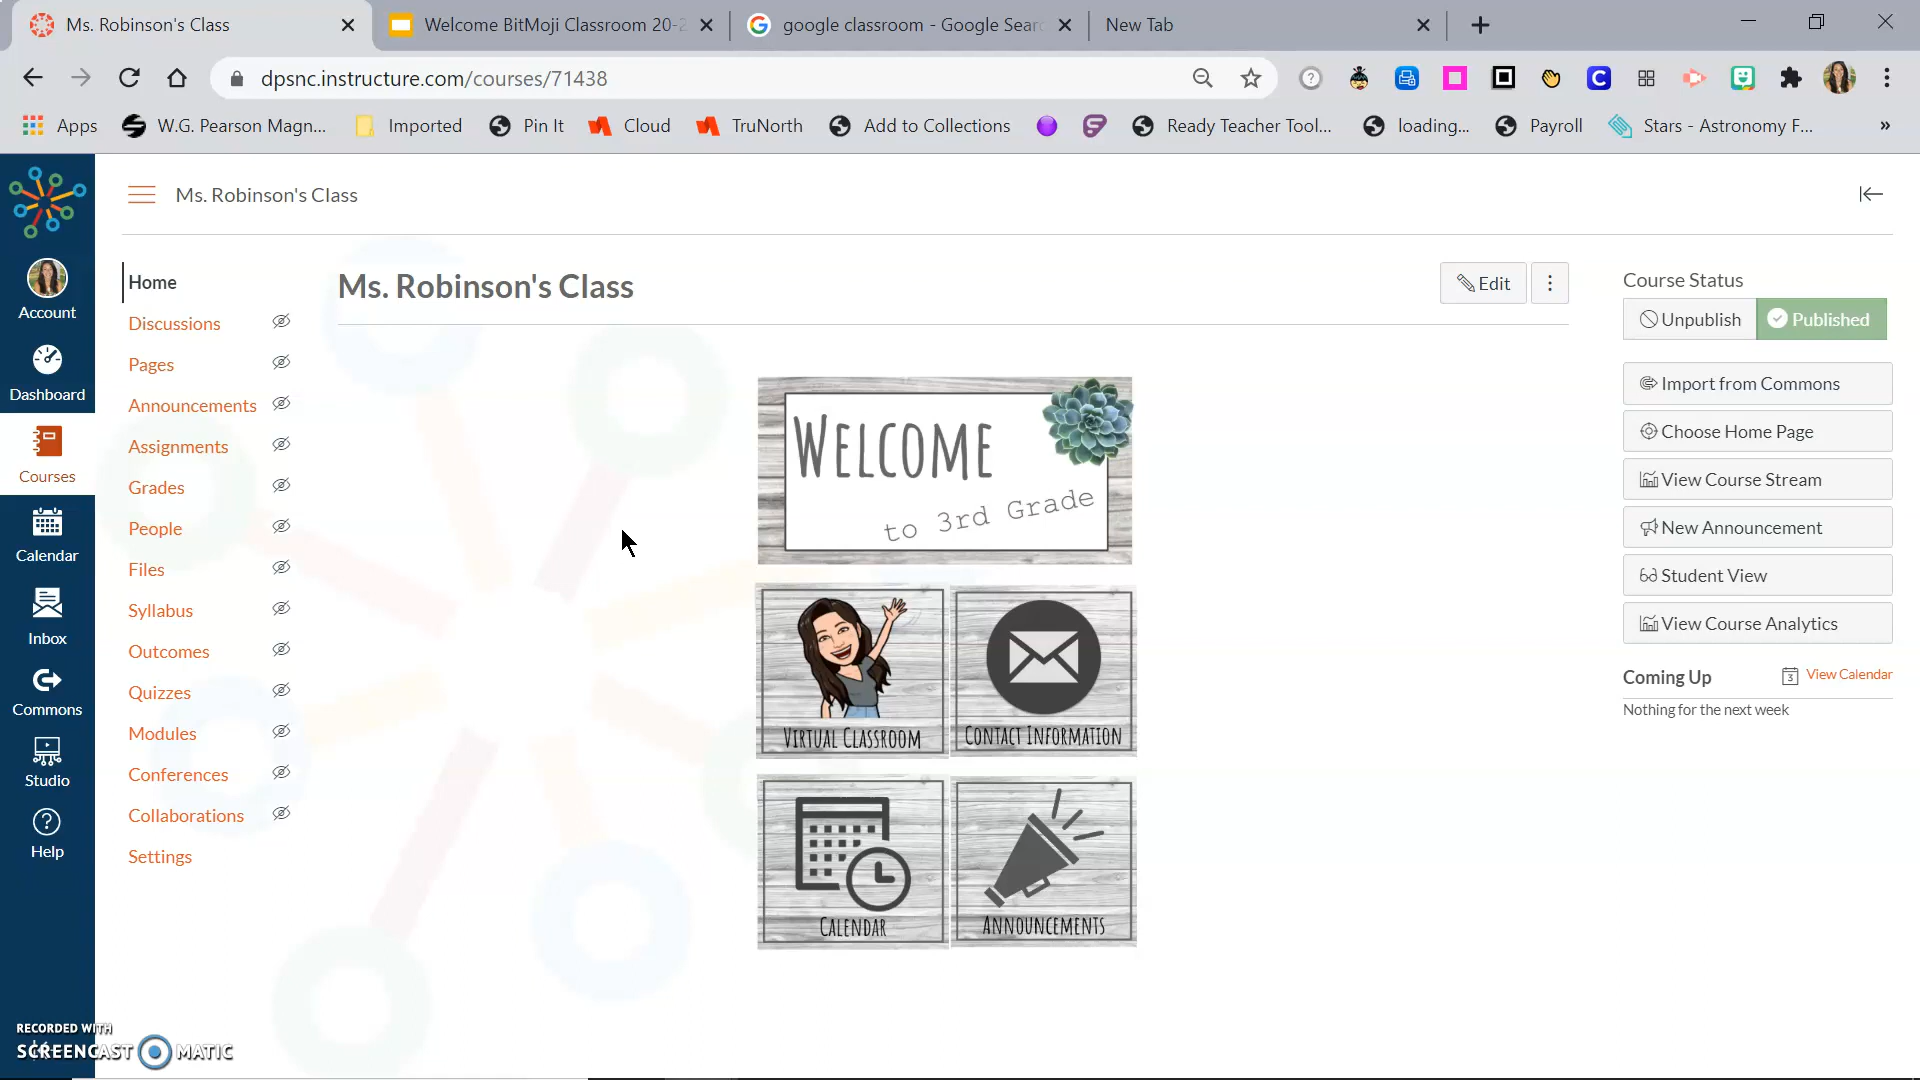 Ms. Robinson's Class
Welcome BitMoji Classroom 20-2
google classroom - Google Sear
New Tab
dpsnc.instructure.com/courses/71438
Apps
W.G. Pearson Magn...
Imported
Pin It
Cloud
TruNorth
Add to Collections
Ready Teacher Tool...
loading...
Payroll
Stars - Astronomy F...
»
Ms. Robinson's Class
Account
Dashboard
Courses
Calendar
Inbox
Commons
Studio
Help
Home
Discussions
Pages
Announcements
Assignments
Grades
People
Files
Syllabus
Outcomes
Quizzes
Modules
Conferences
Collaborations
Settings
Ms. Robinson's Class
Edit
WELCOME
to 3rd Grade
VIRTUAL CLASSROOM
CONTACT INFORMATION
CALENDAR
ANNOUNCEMENTS
Course Status
Unpublish
Published
Import from Commons
Choose Home Page
View Course Stream
New Announcement
Student View
View Course Analytics
Coming Up
3
View Calendar
Nothing for the next week
RECORDED WITH
SCREENCAST MATIC